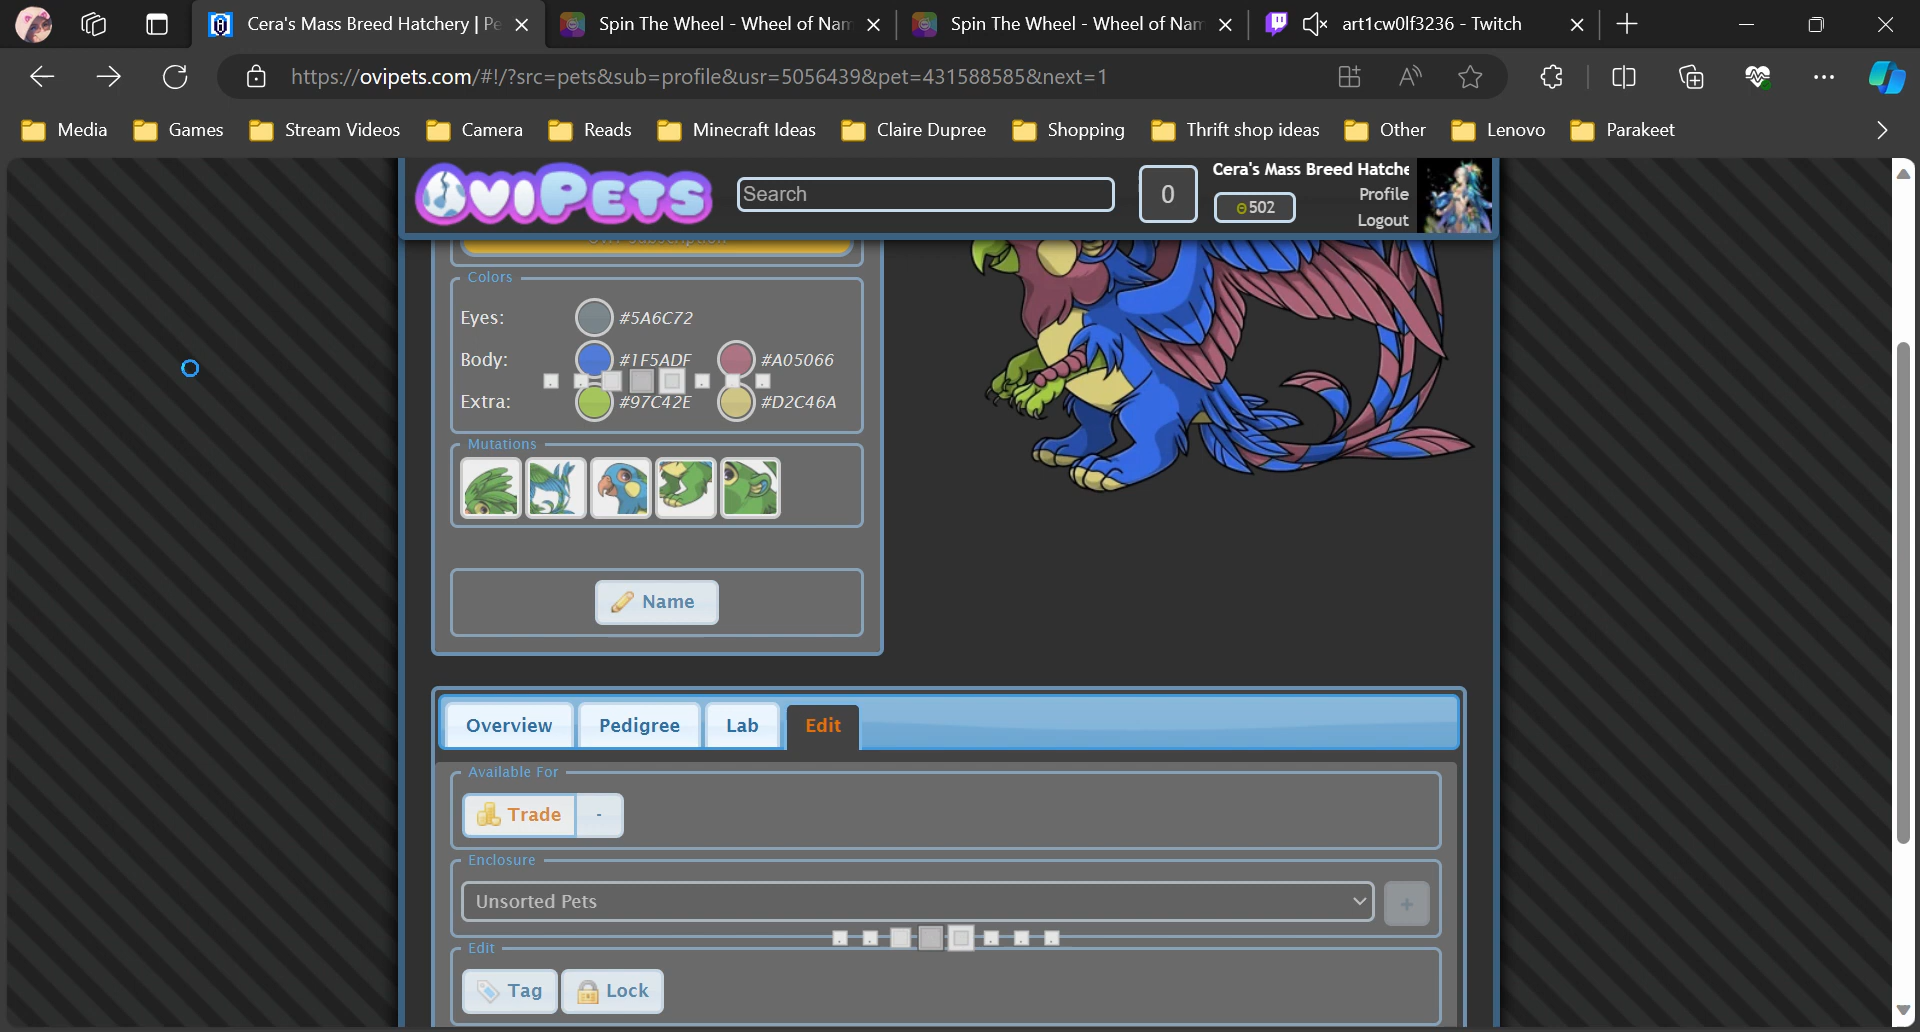 Cera's Mass Breed Hatchery | Pe
Spin The Wheel - Wheel of Nam
Spin The Wheel - Wheel of Nam
art1cw0lf3236 - Twitch
https://ovipets.com/#!/?src=pets&sub=profile&usr=5056439&pet=431588585&next=1
Media
Games
Stream Videos
Camera
Reads
Minecraft Ideas
Claire Dupree
Shopping
Thrift shop ideas
Other
Lenovo
Parakeet
OviPets
Search
0
Cera's Mass Breed Hatche
502
Profile
Logout
Colors
Eyes: #5A6C72
Body: #1F5ADF #A05066
Extra: #97C42E #D2C46A
Mutations
Name
Overview Pedigree Lab Edit
Available For
Trade -
Enclosure
Unsorted Pets +
Edit
Tag Lock